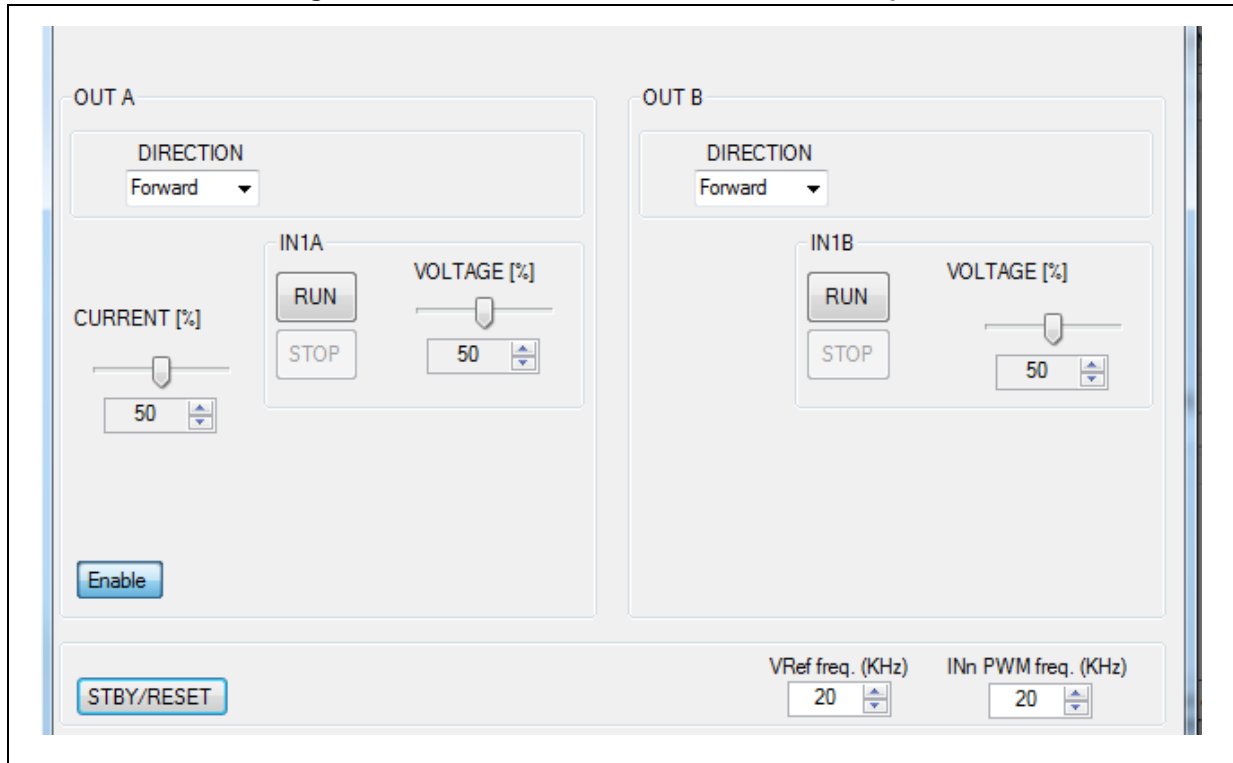 OUT A
DIRECTION
Forward
IN1A
RUN
STOP
VOLTAGE [%]
50
CURRENT [%]
50
Enable
OUT B
DIRECTION
Forward
IN1B
RUN
STOP
VOLTAGE [%]
50
STBY/RESET
VRef freq. (KHz)
20
INn PWM freq. (KHz)
20